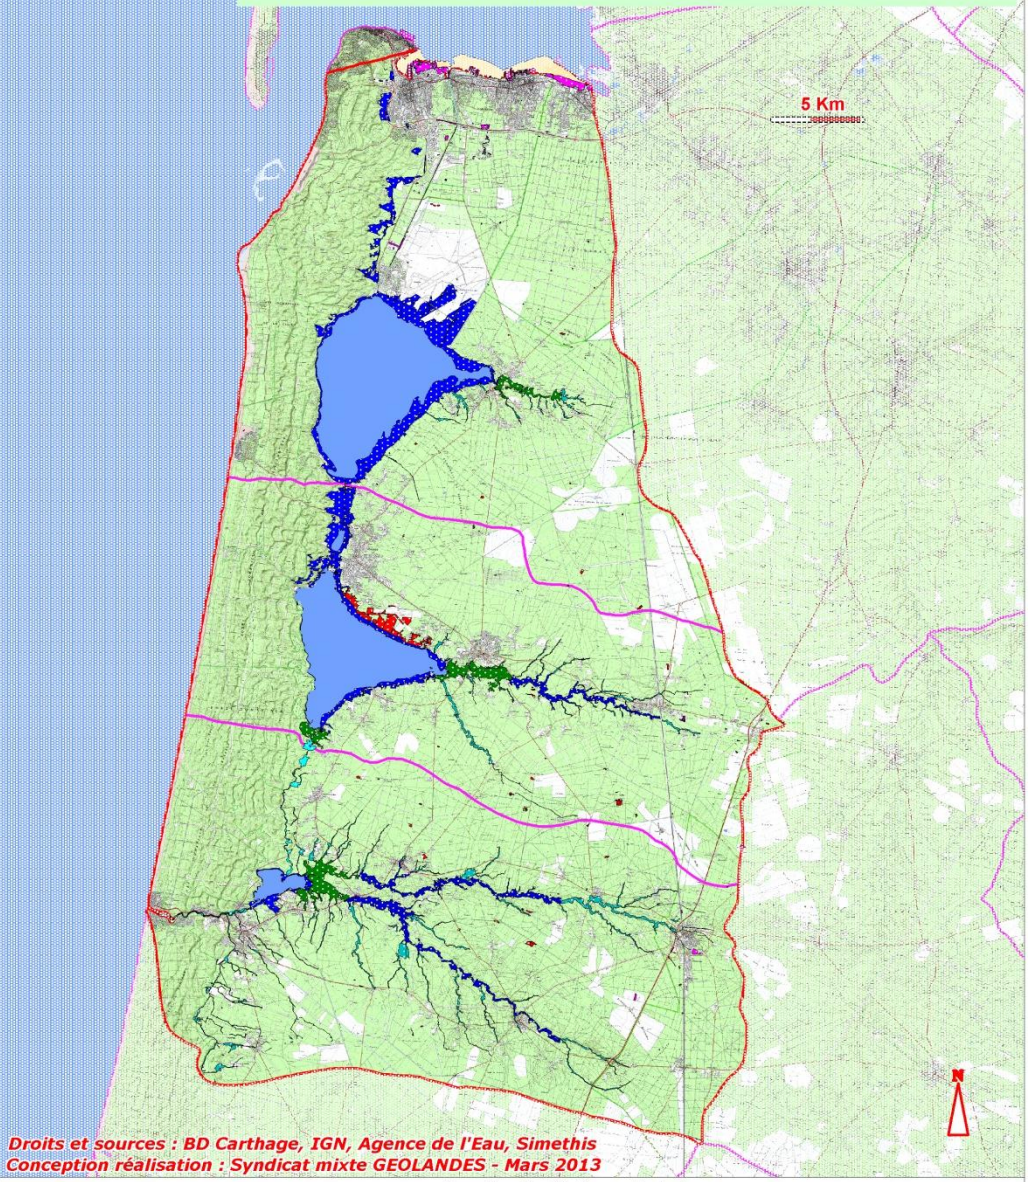 5 Km
N
Droits et sources : BD Carthage, IGN, Agence de l'Eau, Simethis
Conception réalisation : Syndicat mixte GEOLANDES - Mars 2013